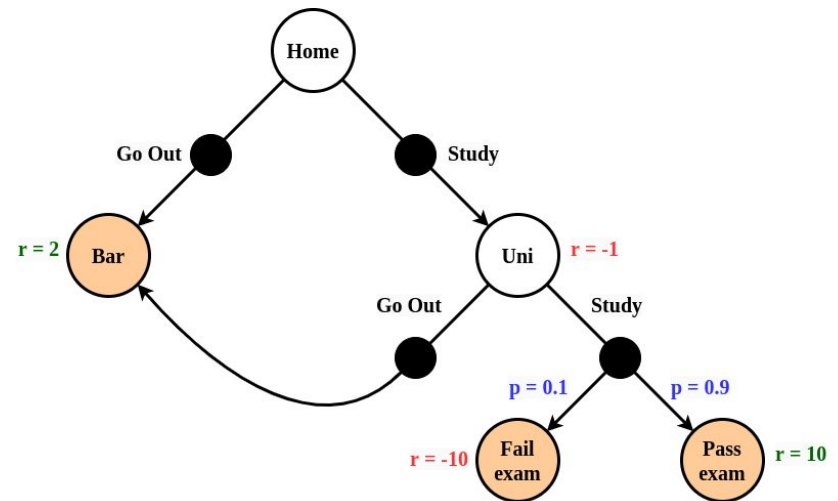 Home
Go Out
Study
r = 2
Bar
Uni
r = -1
Go Out
Study
p = 0.1
p = 0.9
r = -10
Fail
exam
Pass
exam
r = 10